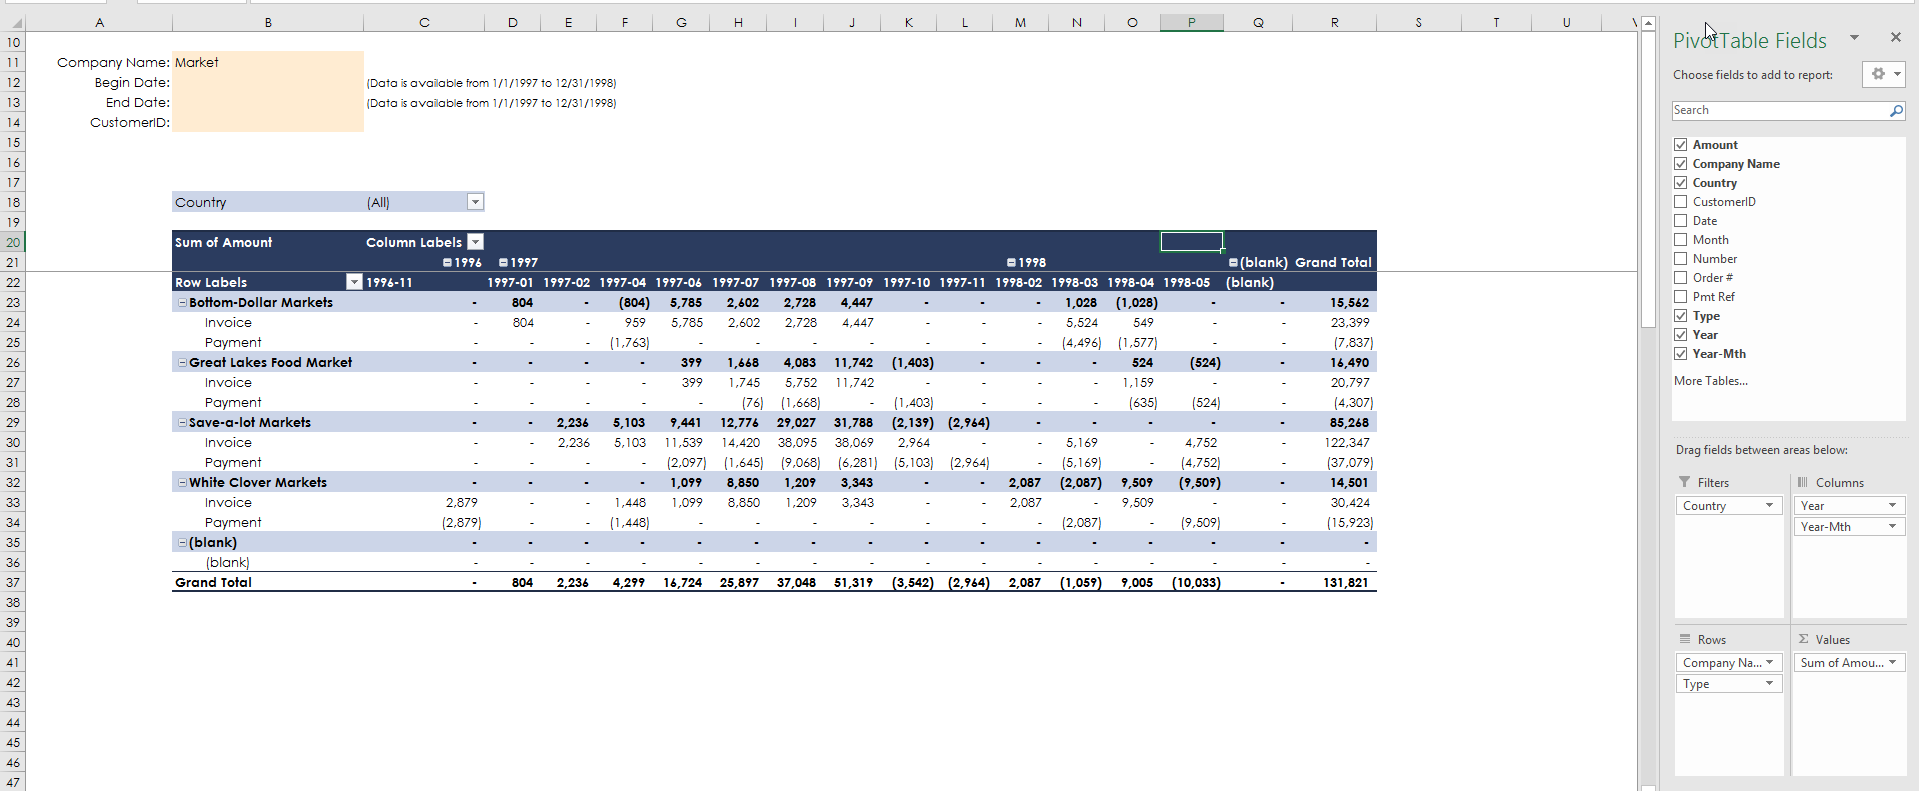 A B C D E F G H I J K L M N O P Q R S T U
10
11 Company Name: Market
12 Begin Date: (Data is available from 1/1/1997 to 12/31/1998)
13 End Date: (Data is available from 1/1/1997 to 12/31/1998)
14 CustomerID:
15
16
17
18 Country (All)
19
20 Sum of Amount Column Labels
21 1996 1997 1998 (blank) Grand Total
22 Row Labels 1996-11 1997-01 1997-02 1997-04 1997-06 1997-07 1997-08 1997-09 1997-10 1997-11 1998-02 1998-03 1998-04 1998-05 (blank)
23 Bottom-Dollar Markets - 804 - (804) 5,785 2,602 2,728 4,447 - - - 1,028 (1,028) - - 15,562
24 Invoice - 804 - 959 5,785 2,602 2,728 4,447 - - - 5,524 549 - - 23,399
25 Payment - - - (1,763) - - - - - - - (4,496) (1,577) - - (7,837)
26 Great Lakes Food Market - - - - 399 1,668 4,083 11,742 (1,403) - - - 524 (524) - 16,490
27 Invoice - - - - 399 1,745 5,752 11,742 - - - - 1,159 - - 20,797
28 Payment - - - - - (76) (1,668) - (1,403) - - - (635) (524) - (4,307)
29 Save-a-lot Markets - - 2,236 5,103 9,441 12,776 29,027 31,788 (2,139) (2,964) - - - - - 85,268
30 Invoice - - 2,236 5,103 11,539 14,420 38,095 38,069 2,964 - - 5,169 - 4,752 - 122,347
31 Payment - - - - (2,097) (1,645) (9,068) (6,281) (5,103) (2,964) - (5,169) - (4,752) - (37,079)
32 White Clover Markets - - - - 1,099 8,850 1,209 3,343 - - 2,087 (2,087) 9,509 (9,509) - 14,501
33 Invoice 2,879 - - 1,448 1,099 8,850 1,209 3,343 - - 2,087 - 9,509 - - 30,424
34 Payment (2,879) - - (1,448) - - - - - - - (2,087) - (9,509) - (15,923)
35 (blank) - - - - - - - - - - - - - - - -
36 (blank) - - - - - - - - - - - - - - - -
37 Grand Total - 804 2,236 4,299 16,724 25,897 37,048 51,319 (3,542) (2,964) 2,087 (1,059) 9,005 (10,033) - 131,821
38
39
40
41
42
43
44
45
46
47
PivotTable Fields
Choose fields to add to report:
Search
Amount
Company Name
Country
CustomerID
Date
Month
Number
Order #
Pmt Ref
Type
Year
Year-Mth
More Tables...
Drag fields between areas below:
Filters
Country
Columns
Year
Year-Mth
Rows
Company Na...
Type
Σ Values
Sum of Amou...